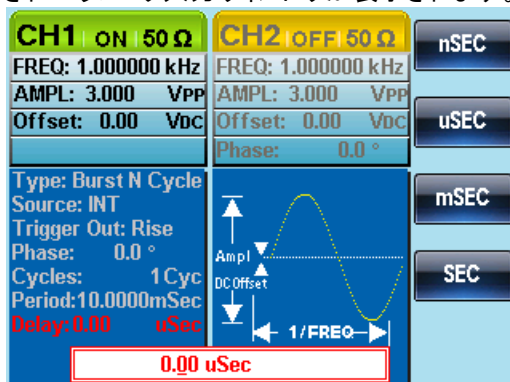 CH1 ON 50 Ω
FREQ: 1.000000 kHz
AMPL: 3.000 VPP
Offset: 0.00 VDC
CH2 OFF 50 Ω
FREQ: 1.000000 kHz
AMPL: 3.000 VPP
Offset: 0.00 VDC
Phase: 0.0 °
Type: Burst N Cycle
Source: INT
Trigger Out: Rise
Phase: 0.0 °
Cycles: 1 Cyc
Period:10.0000mSec
Delay:0.00 uSec
Ampl
DC Offset
1/FREQ
0.00 uSec
nSEC
uSEC
mSEC
SEC